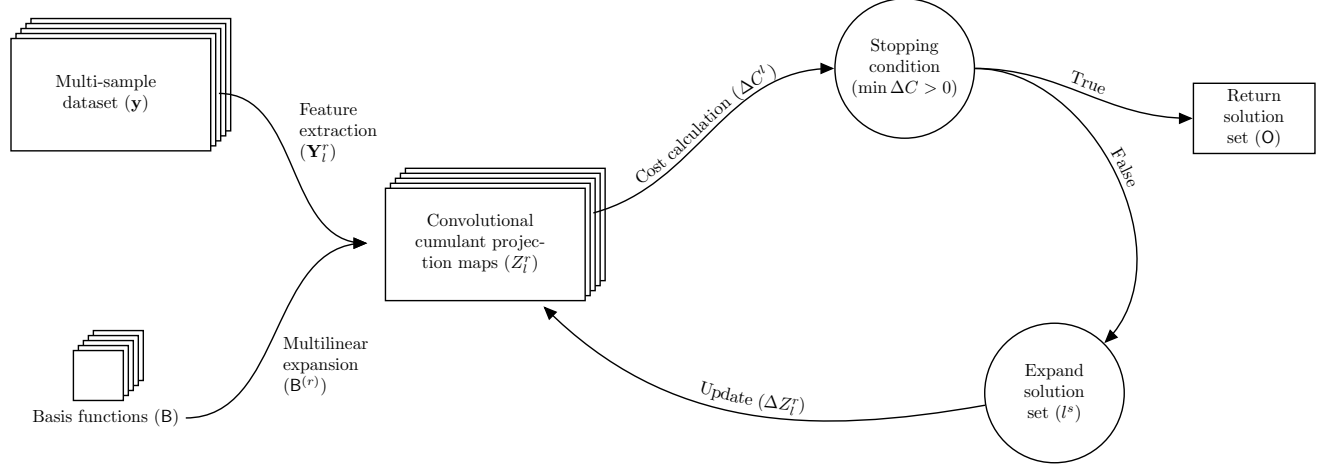 Multi-sample
dataset (y)
Feature
extraction
(Y_l^r)
Basis functions (B)
Multilinear
expansion
(B^(r))
Convolutional
cumulant projec-
tion maps (Z_l^r)
Cost calculation (ΔC^l)
Stopping
condition
(min ΔC > 0)
True
Return
solution
set (O)
False
Expand
solution
set (l^s)
Update (ΔZ_l^r)